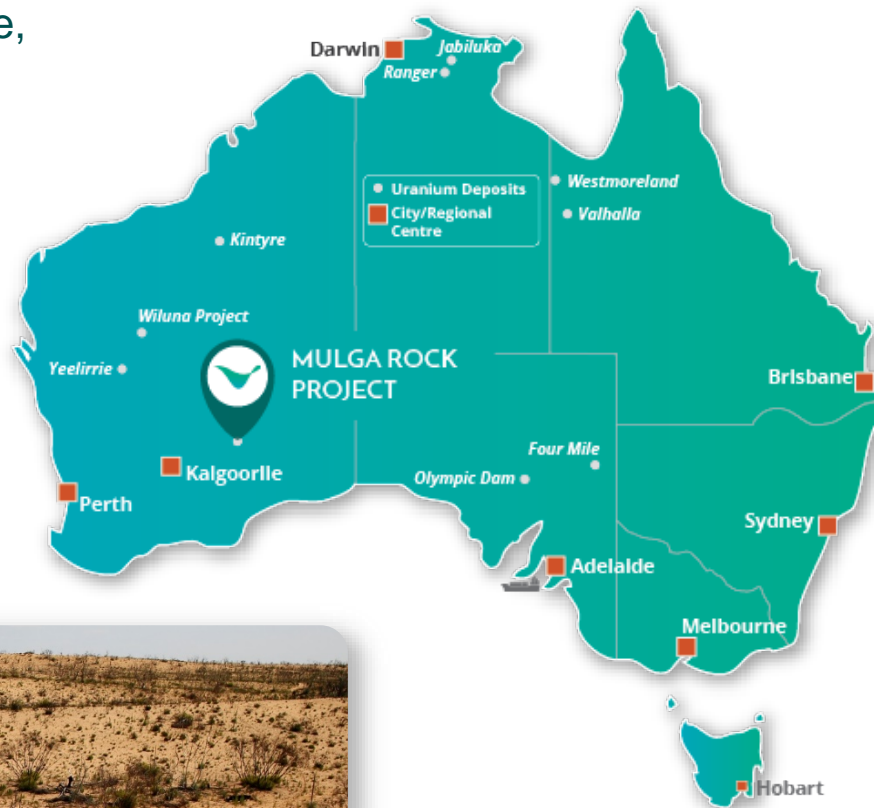 e,
Darwin
Jabiluka
Ranger
Uranium Deposits
City/Regional
Centre
Westmoreland
Valhalla
Kintyre
Wiluna Project
Yeelirrie
MULGA ROCK
PROJECT
Brisbane
Kalgoorlie
Perth
Four Mile
Olympic Dam
Sydney
Adelaide
Melbourne
Hobart